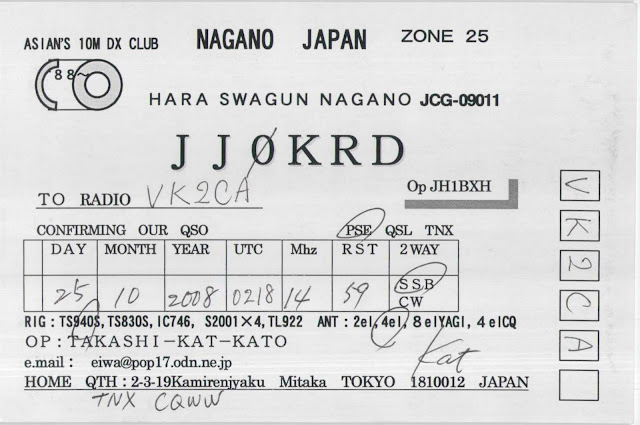 ASIAN'S 10M DX CLUB NAGANO JAPAN ZONE 25
'88~
HARA SWAGUN NAGANO JCG-09011
JJ0KRD
TO RADIO VK2CA Op JH1BXH
CONFIRMING OUR QSO PSE QSL TNX
DAY MONTH YEAR UTC Mhz RST 2WAY
25 10 2008 0218 14 59 SSB
CW
RIG : TS940S, TS830S, IC746, S2001×4, TL922 ANT : 2el, 4el, 8elYAGI, 4elCQ
OP : TAKASHI-KAT-KATO
Kat
e.mail : eiwa@pop17.odn.ne.jp
HOME QTH : 2-3-19Kamirenjyaku Mitaka TOKYO 1810012 JAPAN
TNX CQWW
V
K
2
C
A